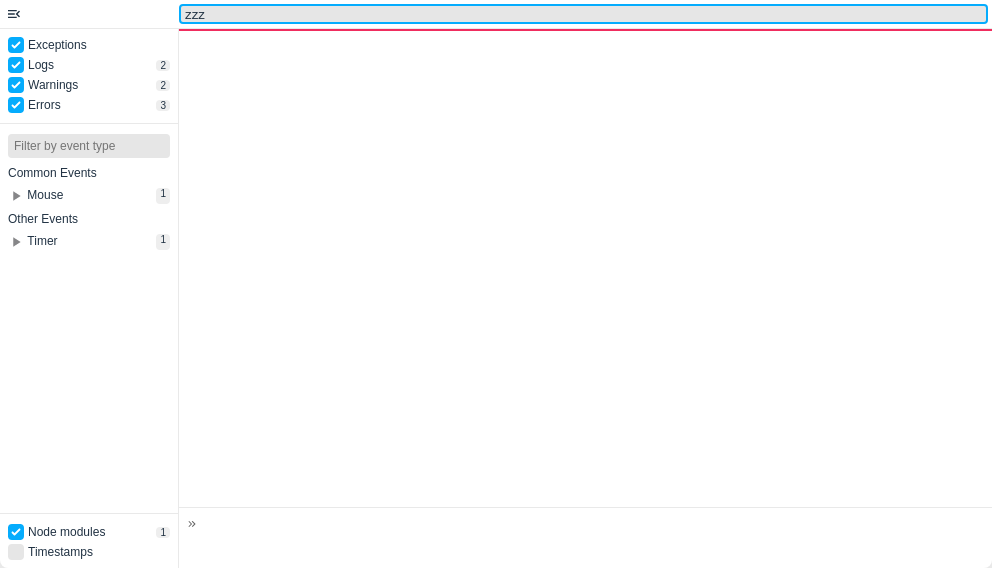 zzz
Exceptions
Logs 2
Warnings 2
Errors 3
Filter by event type
Common Events
Mouse 1
Other Events
Timer 1
Node modules 1
Timestamps
»